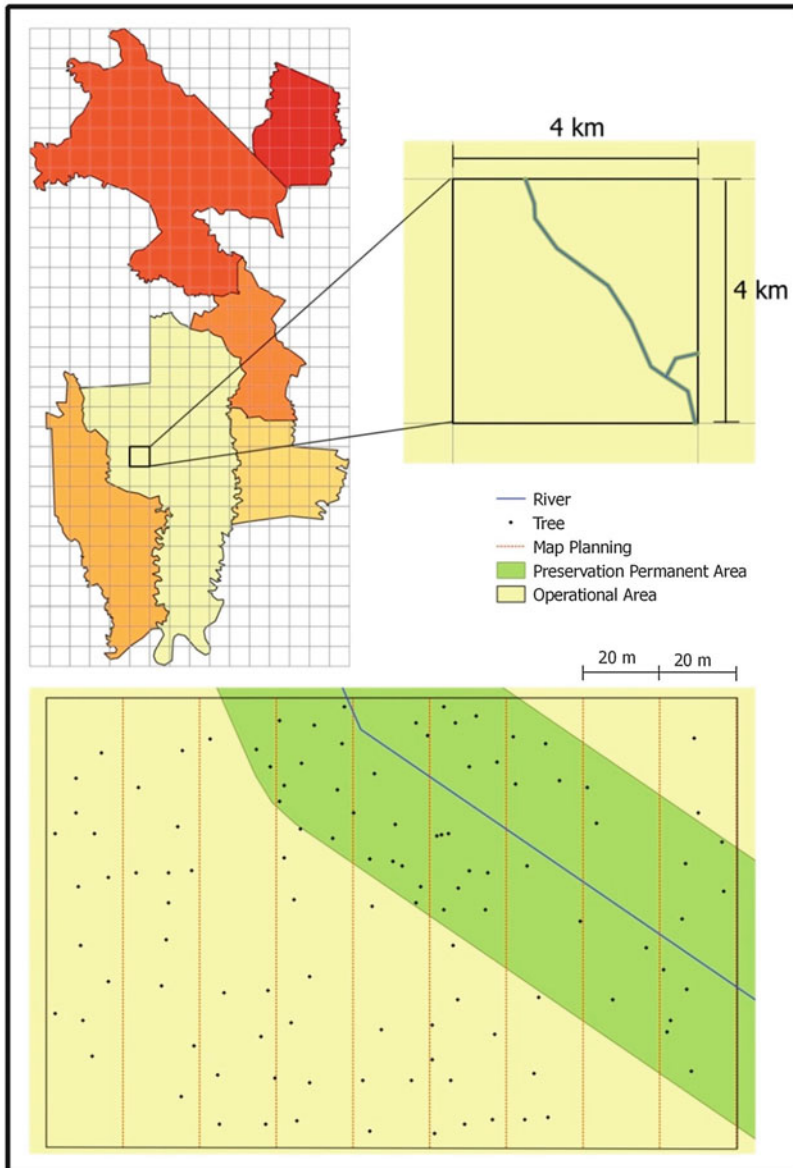 4 km
4 km
River
Tree
Map Planning
Preservation Permanent Area
Operational Area
20 m 20 m